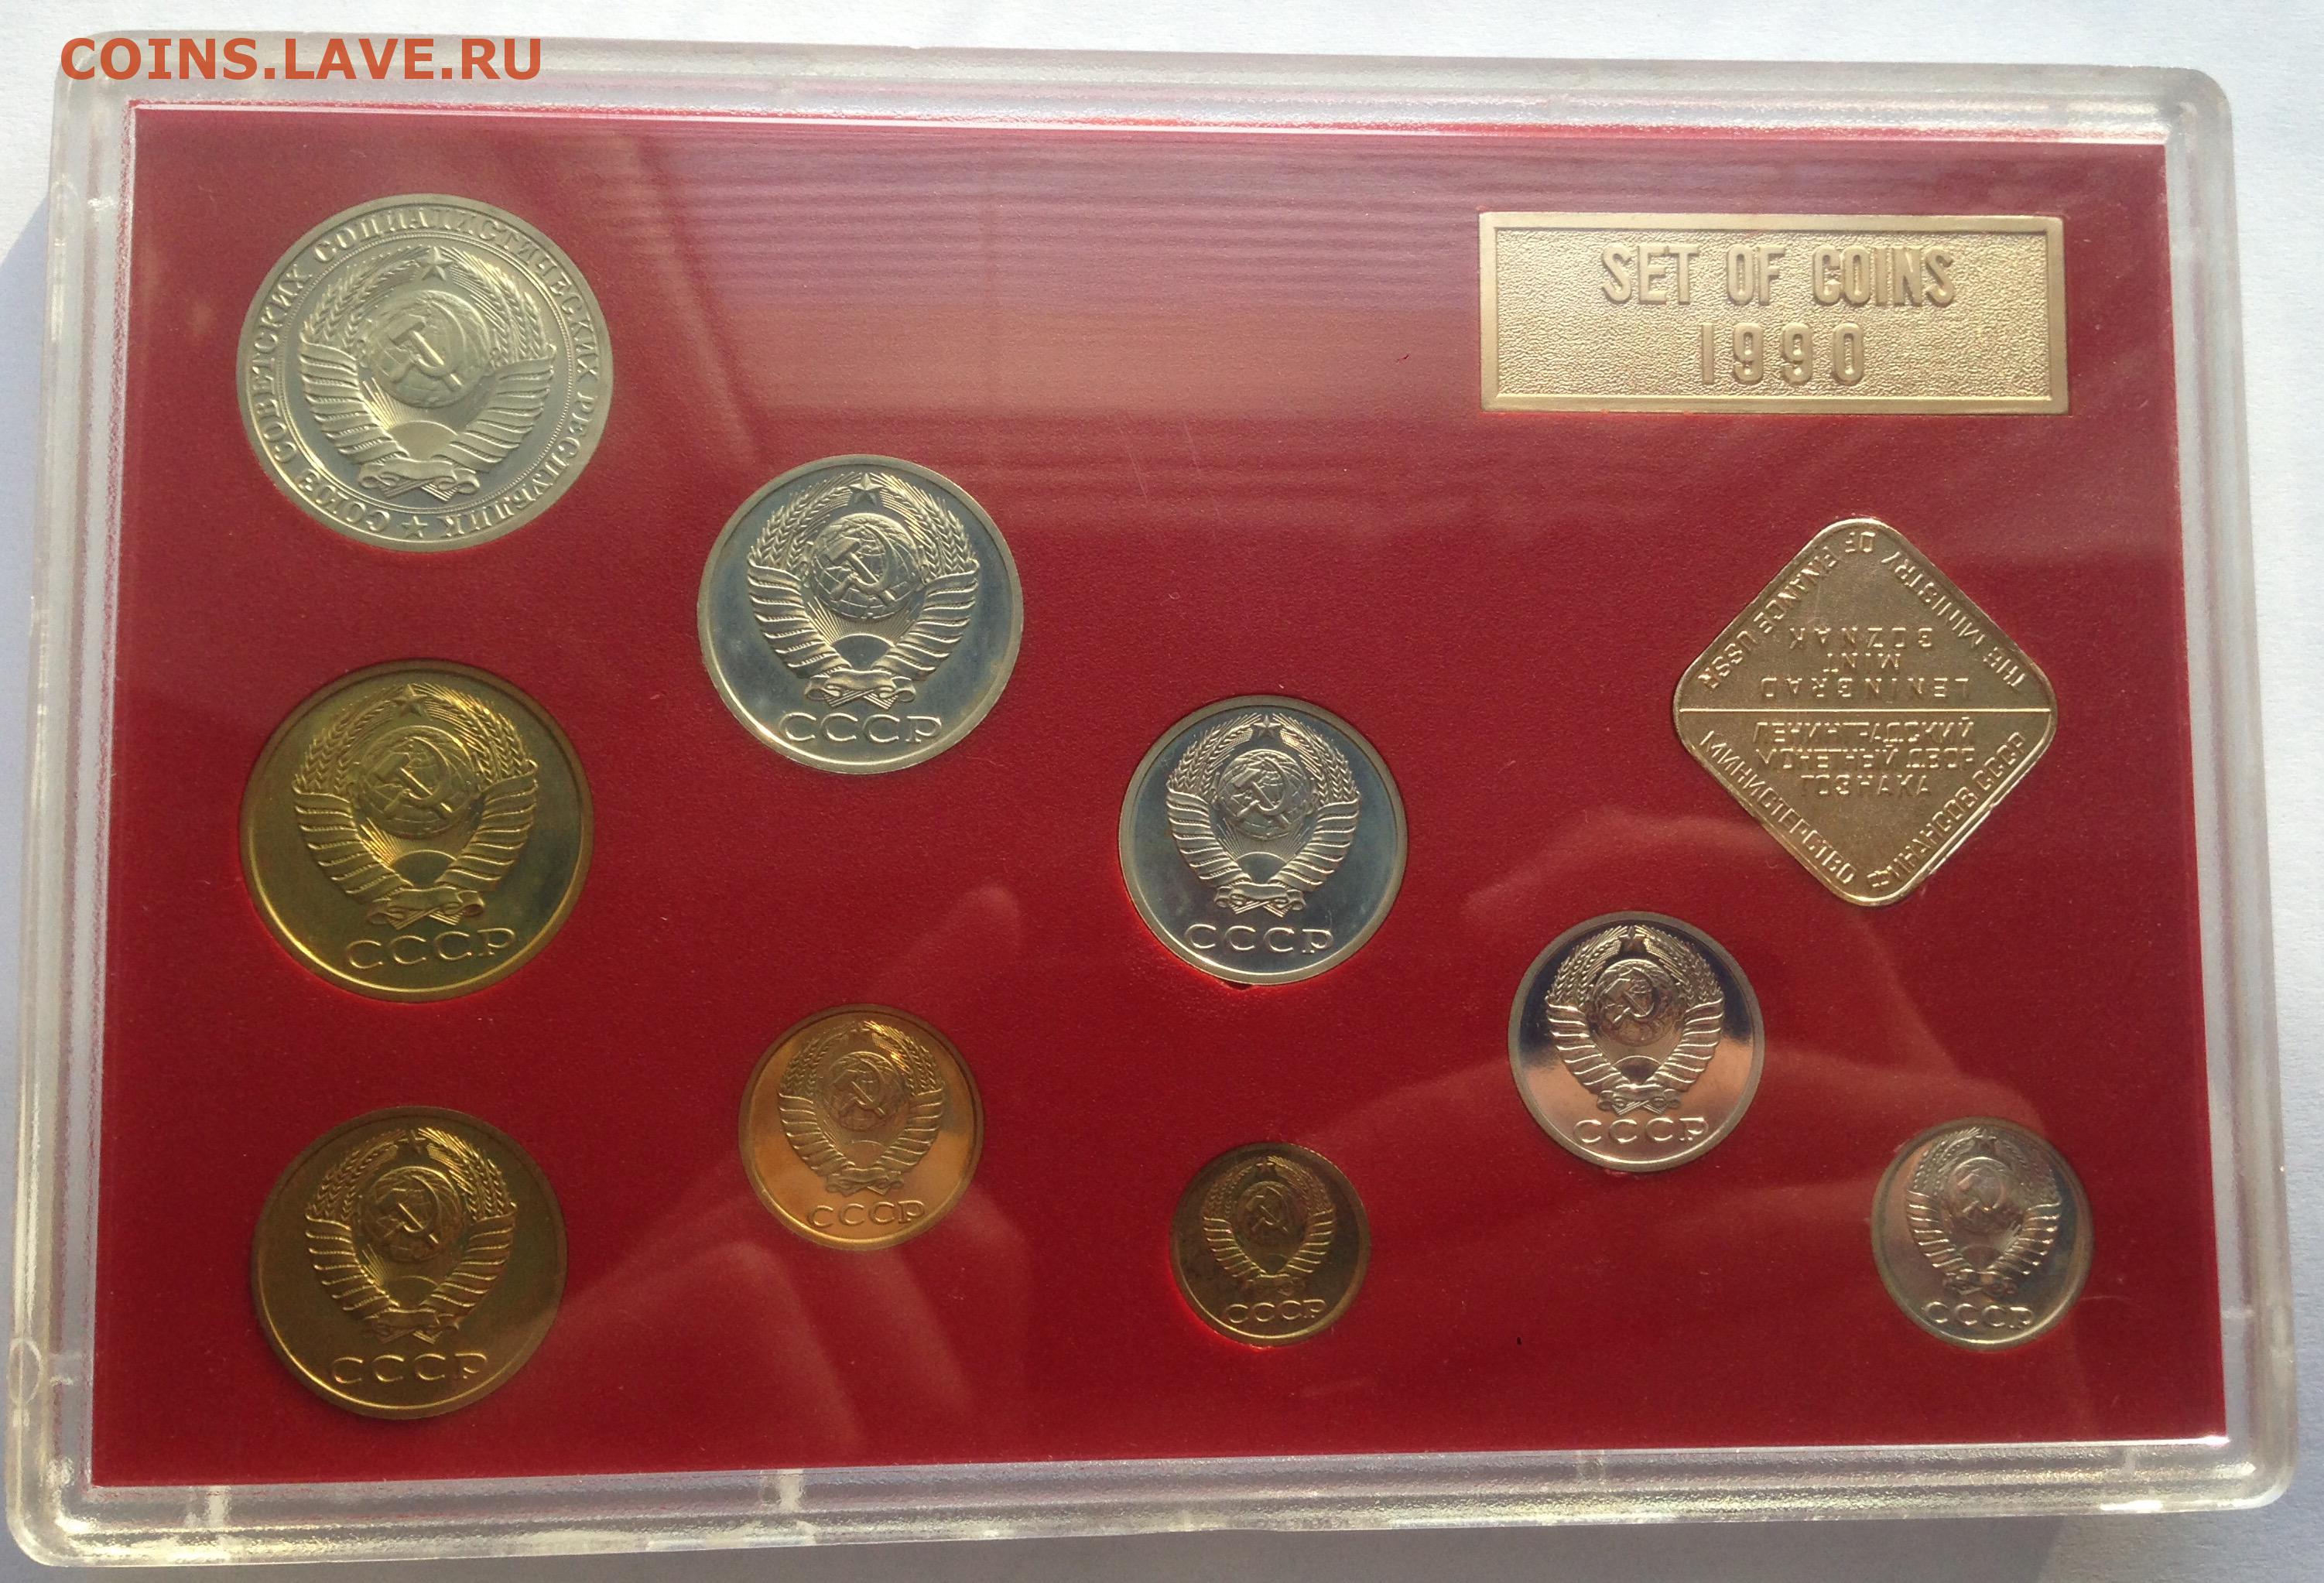 COINS.LAVE.RU
SET OF COINS
1990
СОЮЗ СОВЕТСКИХ СОЦИАЛИСТИЧЕСКИХ РЕСПУБЛИК
СССР
THE MINISTRY OF FINANCE USSR
LENINGRAD
MINT
GOZNAK
ЛЕНИНГРАДСКИЙ
МОНЕТНЫЙ ДВОР
ГОЗНАКА
МИНИСТЕРСТВО ФИНАНСОВ СССР
СССР
СССР
СССР
СССР
СССР
СССР
СССР